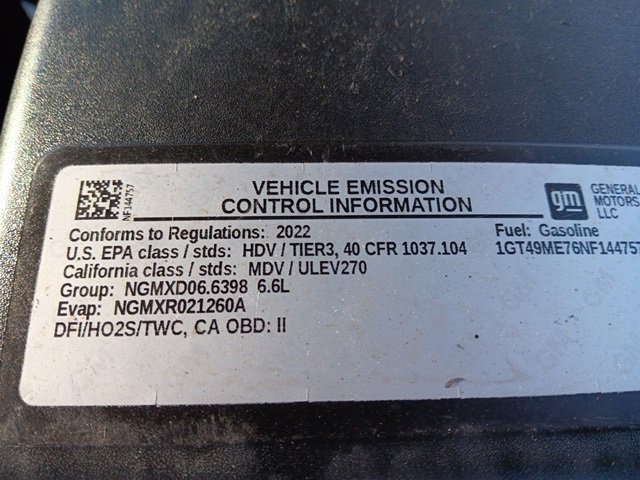 NF144757
VEHICLE EMISSION
CONTROL INFORMATION
gm
GENERAL
MOTORS
LLC
Conforms to Regulations: 2022
Fuel: Gasoline
U.S. EPA class / stds: HDV / TIER3, 40 CFR 1037.104
1GT49ME76NF144757
California class / stds: MDV / ULEV270
Group: NGMXD06.6398 6.6L
Evap: NGMXR021260A
DFI/HO2S/TWC, CA OBD: II